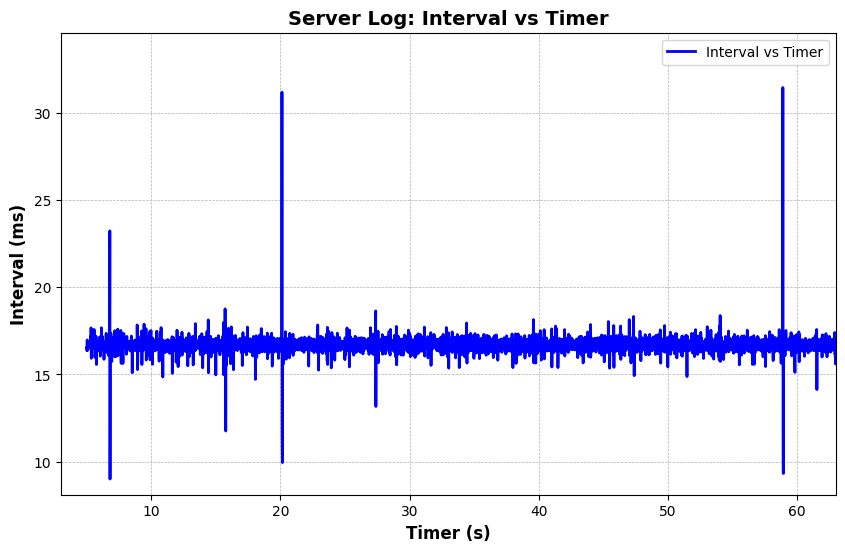 Server Log: Interval vs Timer
Interval vs Timer
30
25
20
15
10
Interval (ms)
10 20 30 40 50 60
Timer (s)